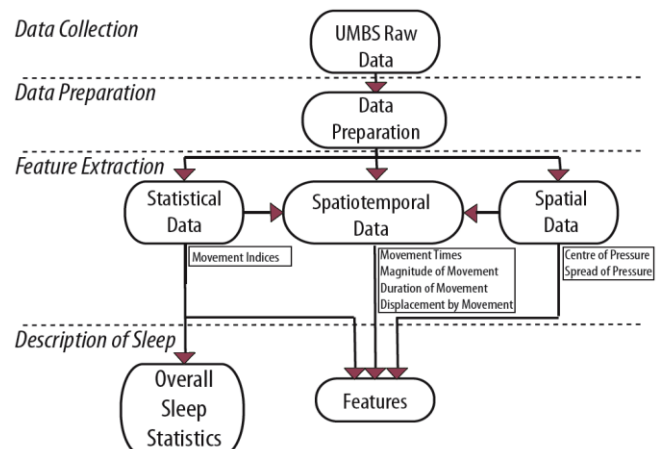 Data Collection
UMBS Raw
Data
Data Preparation
Data
Preparation
Feature Extraction
Statistical
Data
Spatiotemporal
Data
Spatial
Data
Movement Indices
Movement Times
Magnitude of Movement
Duration of Movement
Displacement by Movement
Centre of Pressure
Spread of Pressure
Description of Sleep
Overall
Sleep
Statistics
Features